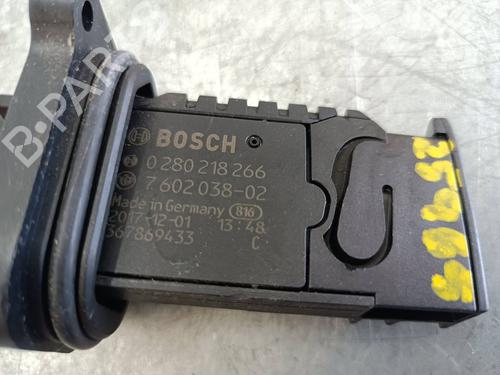 BOSCH
0 280 218 266
7 602 038-02
Made in Germany 816
2017-12-01 13:48
367869433 C
B-PARTS